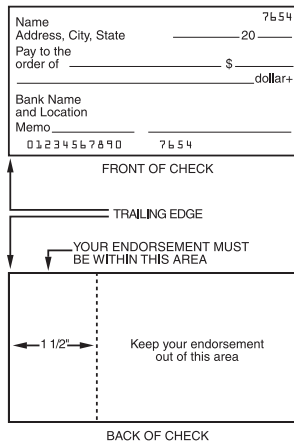 Name 7654
Address, City, State 20
Pay to the
order of $
dollar+
Bank Name
and Location
Memo
01234567890 7654
FRONT OF CHECK
TRAILING EDGE
YOUR ENDORSEMENT MUST
BE WITHIN THIS AREA
1 1/2"
Keep your endorsement
out of this area
BACK OF CHECK